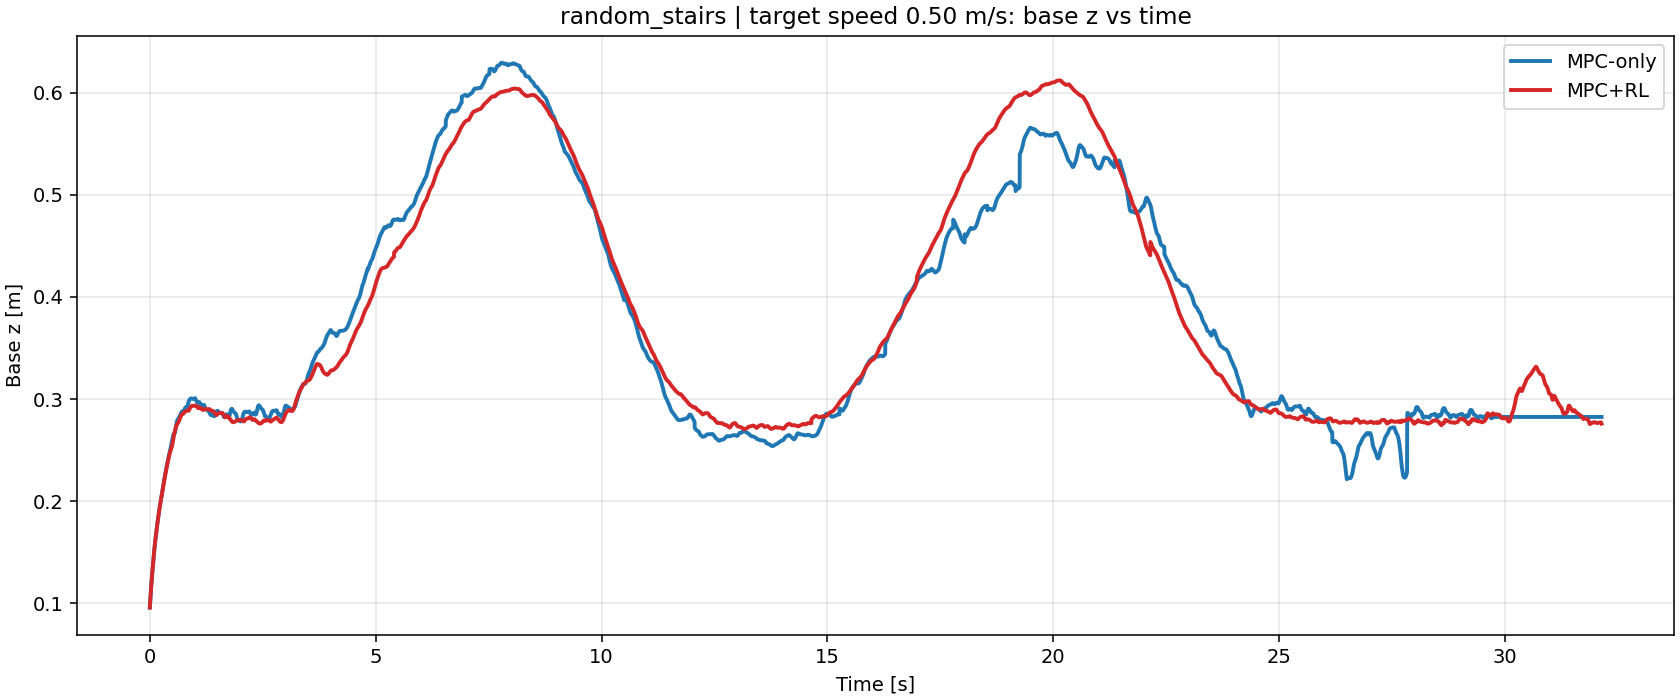 random_stairs | target speed 0.50 m/s: base z vs time
MPC-only
MPC+RL
Base z [m]
0.6
0.5
0.4
0.3
0.2
0.1
0
5
10
15
20
25
30
Time [s]